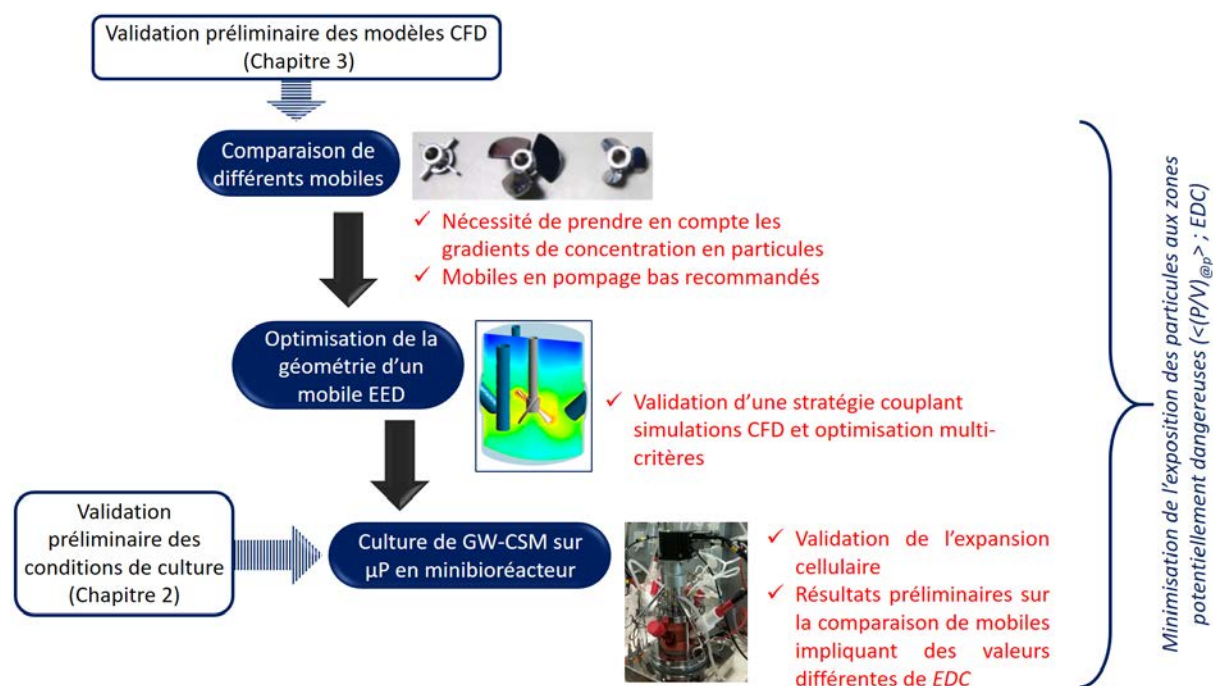 Validation préliminaire des modèles CFD
(Chapitre 3)
Comparaison de
différents mobiles
✓ Nécessité de prendre en compte les
gradients de concentration en particules
✓ Mobiles en pompage bas recommandés
Optimisation de la
géométrie d’un
mobile EED
✓ Validation d’une stratégie couplant
simulations CFD et optimisation multi-
critères
Validation
préliminaire des
conditions de culture
(Chapitre 2)
Culture de GW-CSM sur
µP en minibioréacteur
✓ Validation de l’expansion
cellulaire
✓ Résultats préliminaires sur
la comparaison de mobiles
impliquant des valeurs
différentes de EDC
Minimisation de l’exposition des particules aux zones
potentiellement dangereuses (<(P/V)@p> ; EDC)